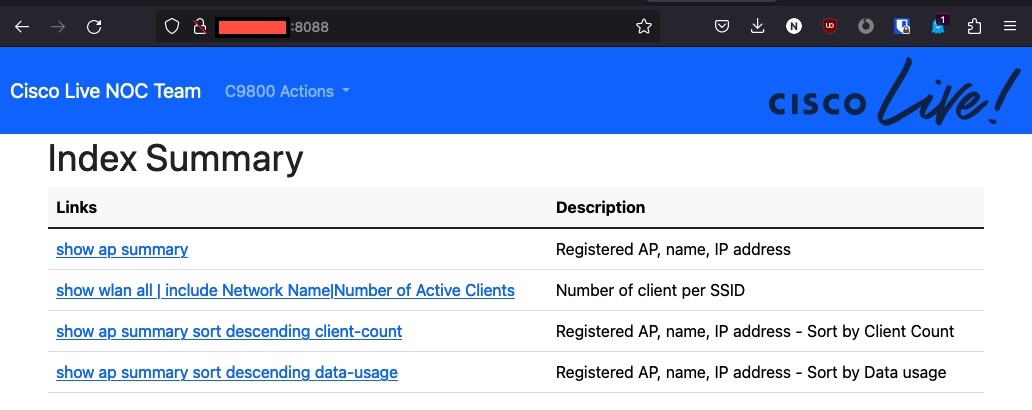 :8088
N
UD
1
Cisco Live NOC Team C9800 Actions
CISCO Live!
Index Summary
Links Description
show ap summary Registered AP, name, IP address
show wlan all | include Network Name|Number of Active Clients Number of client per SSID
show ap summary sort descending client-count Registered AP, name, IP address - Sort by Client Count
show ap summary sort descending data-usage Registered AP, name, IP address - Sort by Data usage